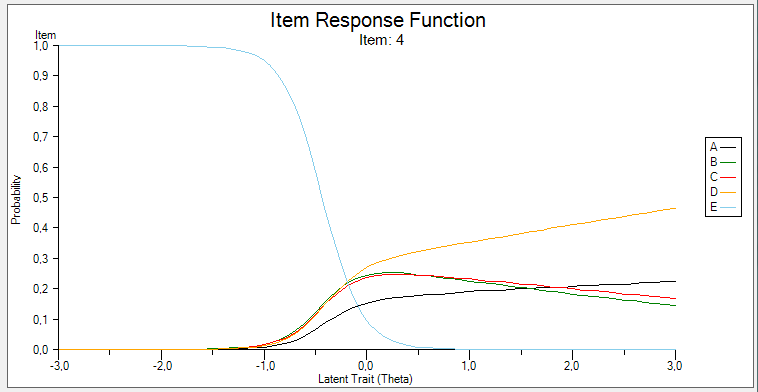 Item Response Function
Item: 4
Item
1,0
0,9
0,8
0,7
0,6
0,5
0,4
0,3
0,2
0,1
0,0
Probability
-3,0 -2,0 -1,0 0,0 1,0 2,0 3,0
Latent Trait (Theta)
A
B
C
D
E